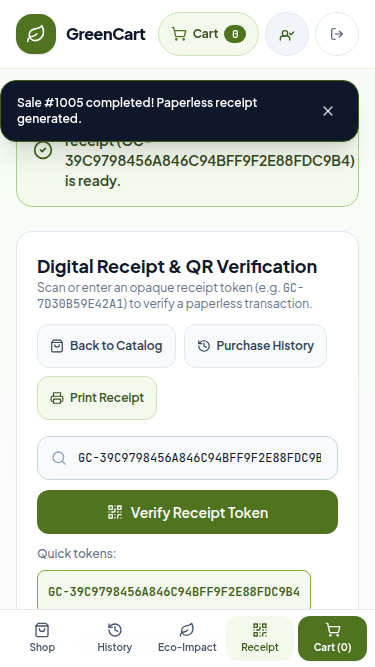 GreenCart
Cart 0
Sale #1005 completed! Paperless receipt
generated.
receipt (GC-
39C9798456A846C94BFF9F2E88FDC9B4)
is ready.
Digital Receipt & QR Verification
Scan or enter an opaque receipt token (e.g. GC-
7D30B59E42A1) to verify a paperless transaction.
Back to Catalog
Purchase History
Print Receipt
GC-39C9798456A846C94BFF9F2E88FDC9B
Verify Receipt Token
Quick tokens:
GC-39C9798456A846C94BFF9F2E88FDC9B4
Shop
History
Eco-Impact
Receipt
Cart (0)